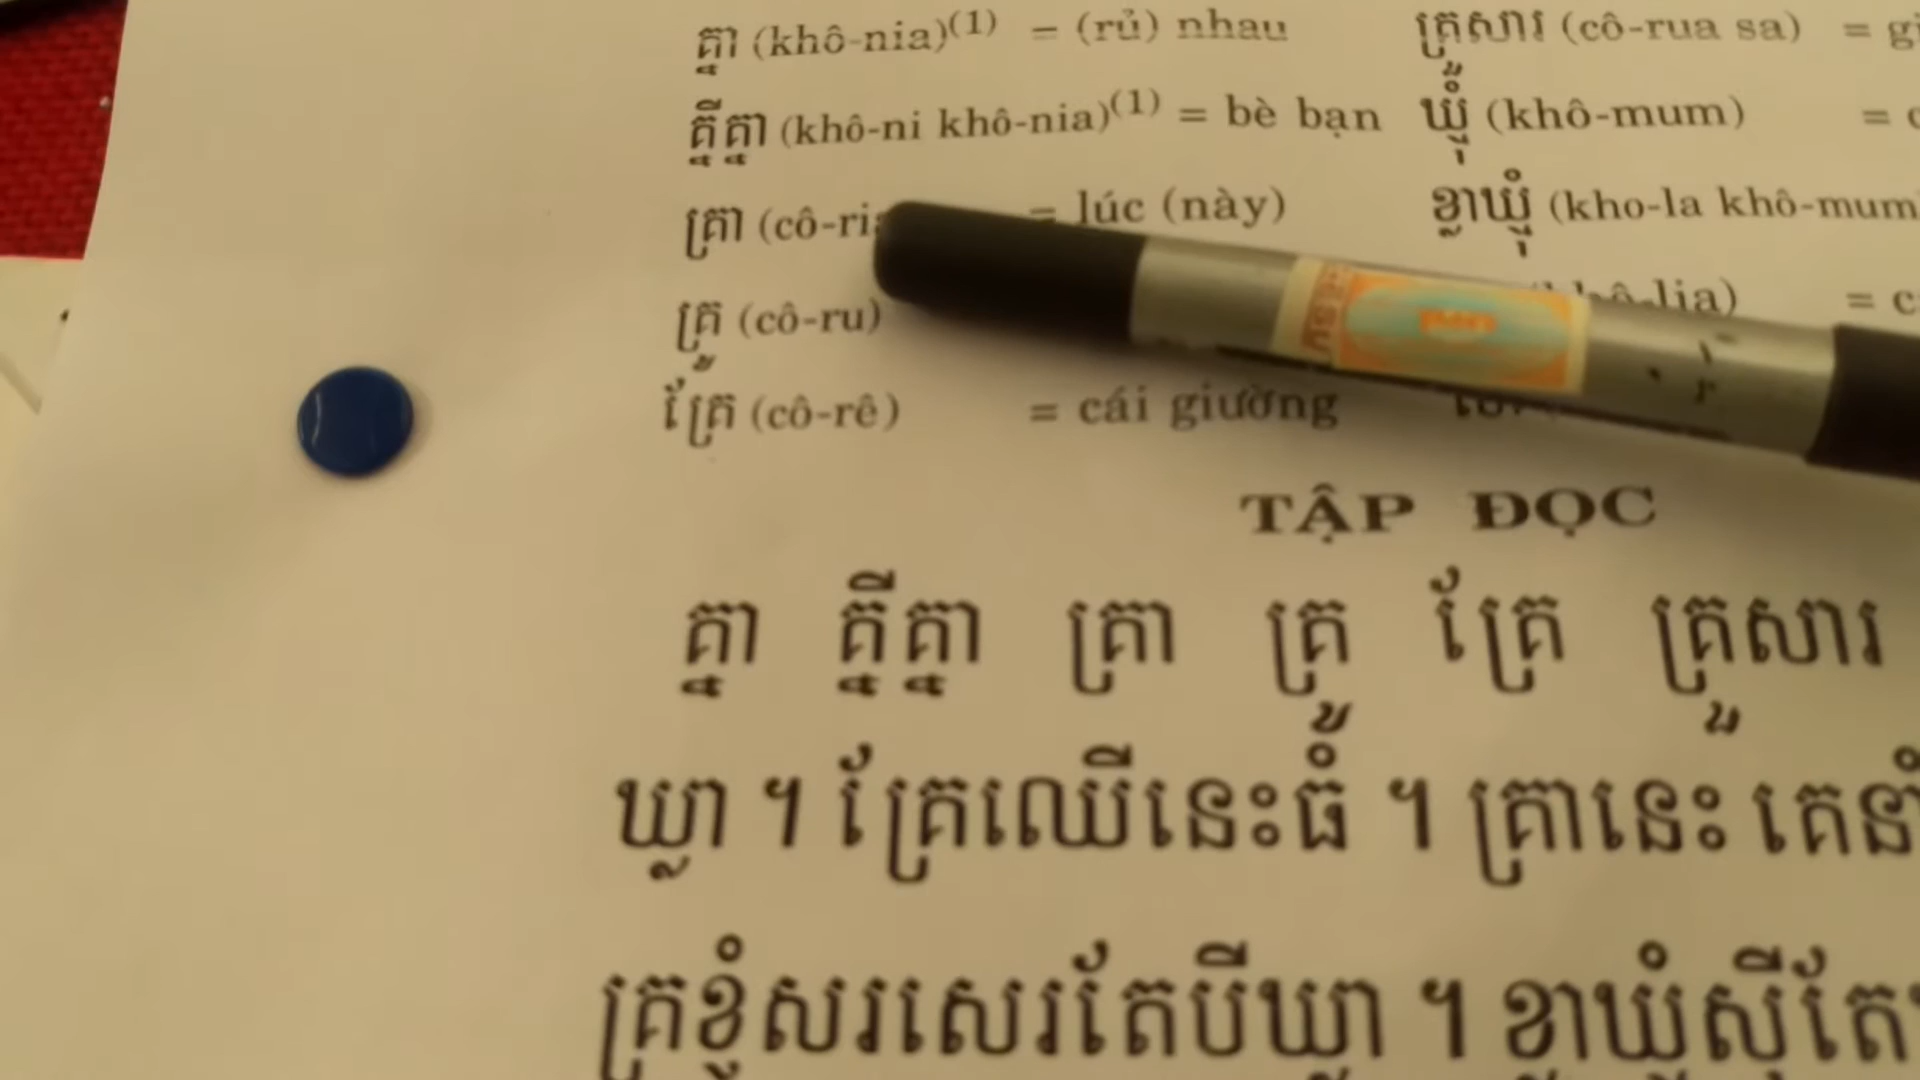 គ្នា (khô-nia)(1) = (rủ) nhau គ្រួសារ (cô-rua sa) =
គ្នីគ្នា (khô-ni khô-nia)(1) = bè bạn ឃ្មុំ (khô-mum) =
គ្រា (cô-ria = lúc (này) ខ្លាឃ្មុំ (kho-la khô-mum
គ្រូ (cô-ru) =
គ្រែ (cô-rê) = cái giường
TẬP ĐỌC
គ្នា គ្នីគ្នា គ្រា គ្រូ គ្រែ គ្រួសារ
ឃ្លា ។ គ្រែឈើនេះធំ ។ គ្រានេះ គេនាំ
គ្រូខ្ញុំសរសេរតែបីឃ្លា ។ ខ្លាឃ្មុំស៊ីតែ